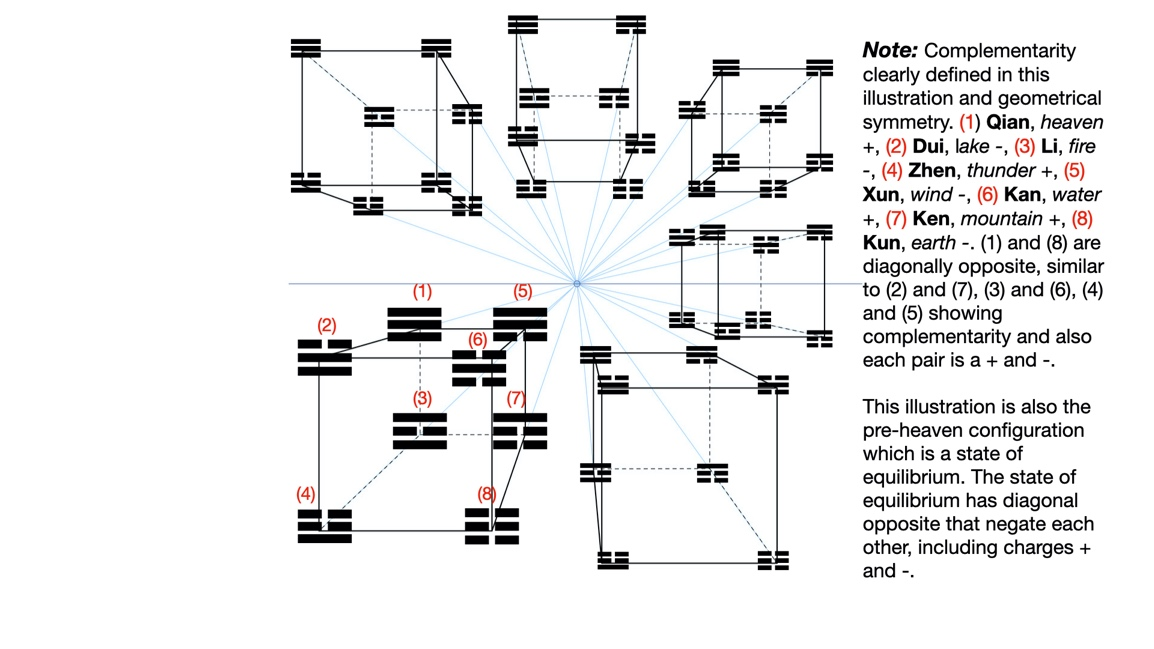 (1)
(5)
(2)
(6)
(3)
(7)
(4)
(8)
Note: Complementarity
clearly defined in this
illustration and geometrical
symmetry. (1) Qian, heaven
+, (2) Dui, lake -, (3) Li, fire
-, (4) Zhen, thunder +, (5)
Xun, wind -, (6) Kan, water
+, (7) Ken, mountain +, (8)
Kun, earth -. (1) and (8) are
diagonally opposite, similar
to (2) and (7), (3) and (6), (4)
and (5) showing
complementarity and also
each pair is a + and -.
This illustration is also the
pre-heaven configuration
which is a state of
equilibrium. The state of
equilibrium has diagonal
opposite that negate each
other, including charges +
and -.